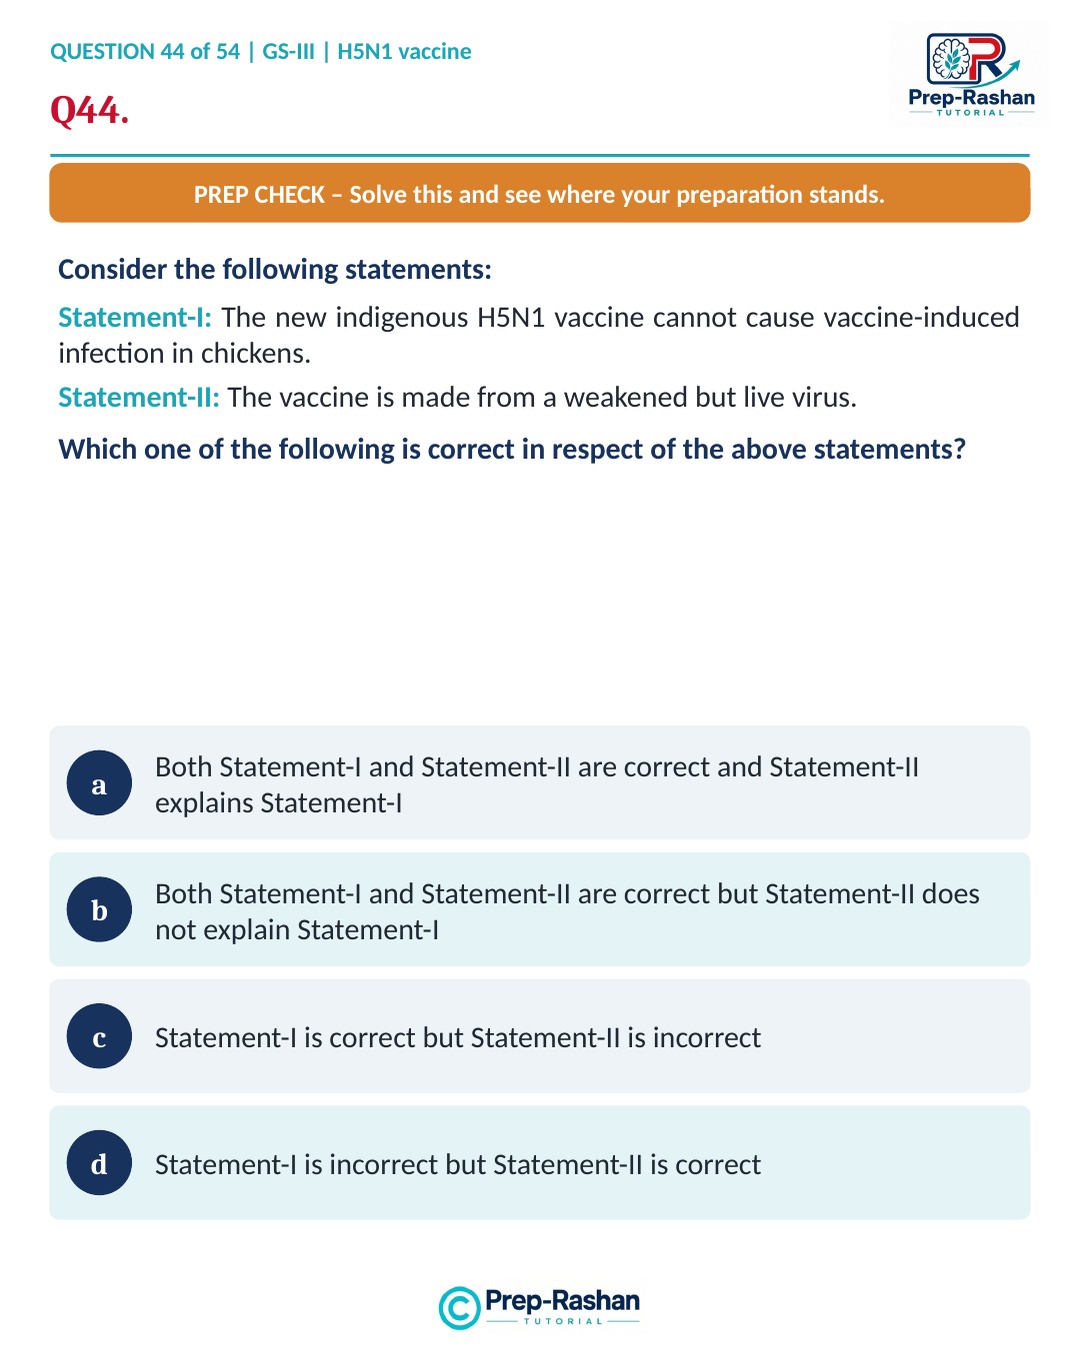 QUESTION 44 of 54 | GS-III | H5N1 vaccine
Q44.
R
Prep-Rashan
TUTORIAL
PREP CHECK – Solve this and see where your preparation stands.
Consider the following statements:
Statement-I: The new indigenous H5N1 vaccine cannot cause vaccine-induced
infection in chickens.
Statement-II: The vaccine is made from a weakened but live virus.
Which one of the following is correct in respect of the above statements?
a
Both Statement-I and Statement-II are correct and Statement-II
explains Statement-I
b
Both Statement-I and Statement-II are correct but Statement-II does
not explain Statement-I
c
Statement-I is correct but Statement-II is incorrect
d
Statement-I is incorrect but Statement-II is correct
© Prep-Rashan
TUTORIAL